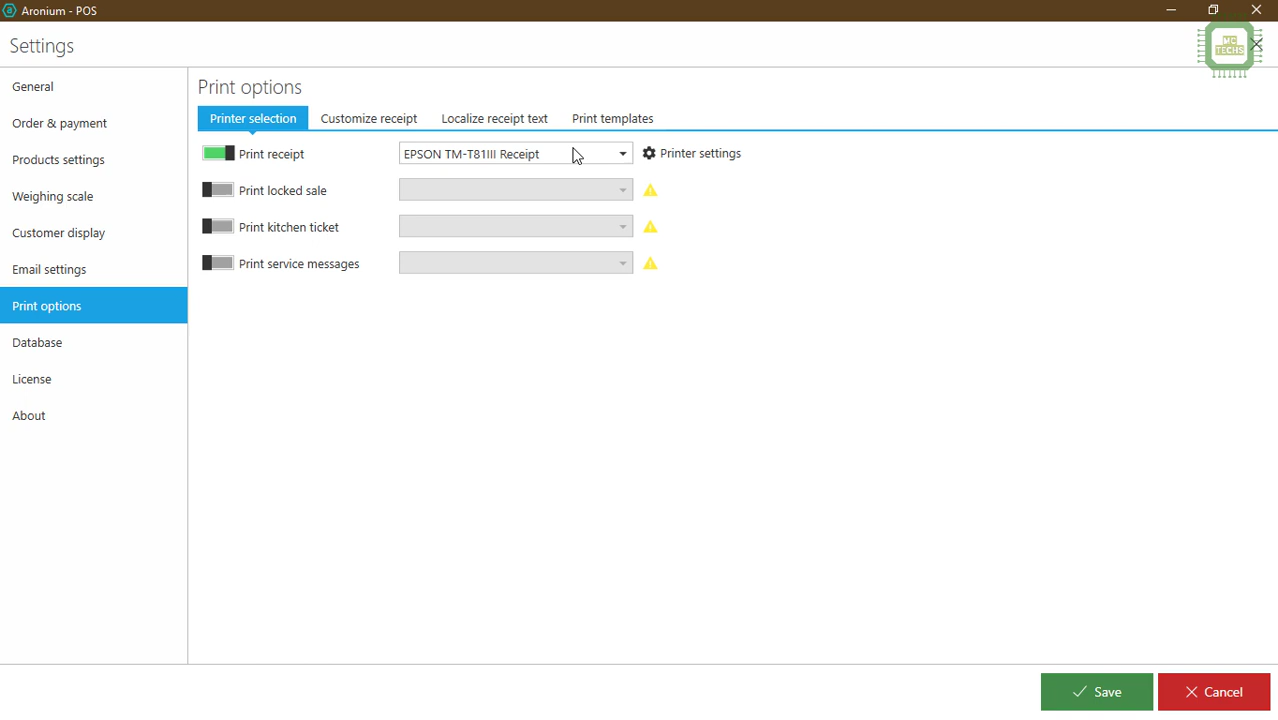 Aronium - POS
Settings
MC
TECHS
General
Order & payment
Products settings
Weighing scale
Customer display
Email settings
Print options
Database
License
About
Print options
Printer selection
Customize receipt
Localize receipt text
Print templates
Print receipt
EPSON TM-T81III Receipt
Printer settings
Print locked sale
Print kitchen ticket
Print service messages
Save
Cancel